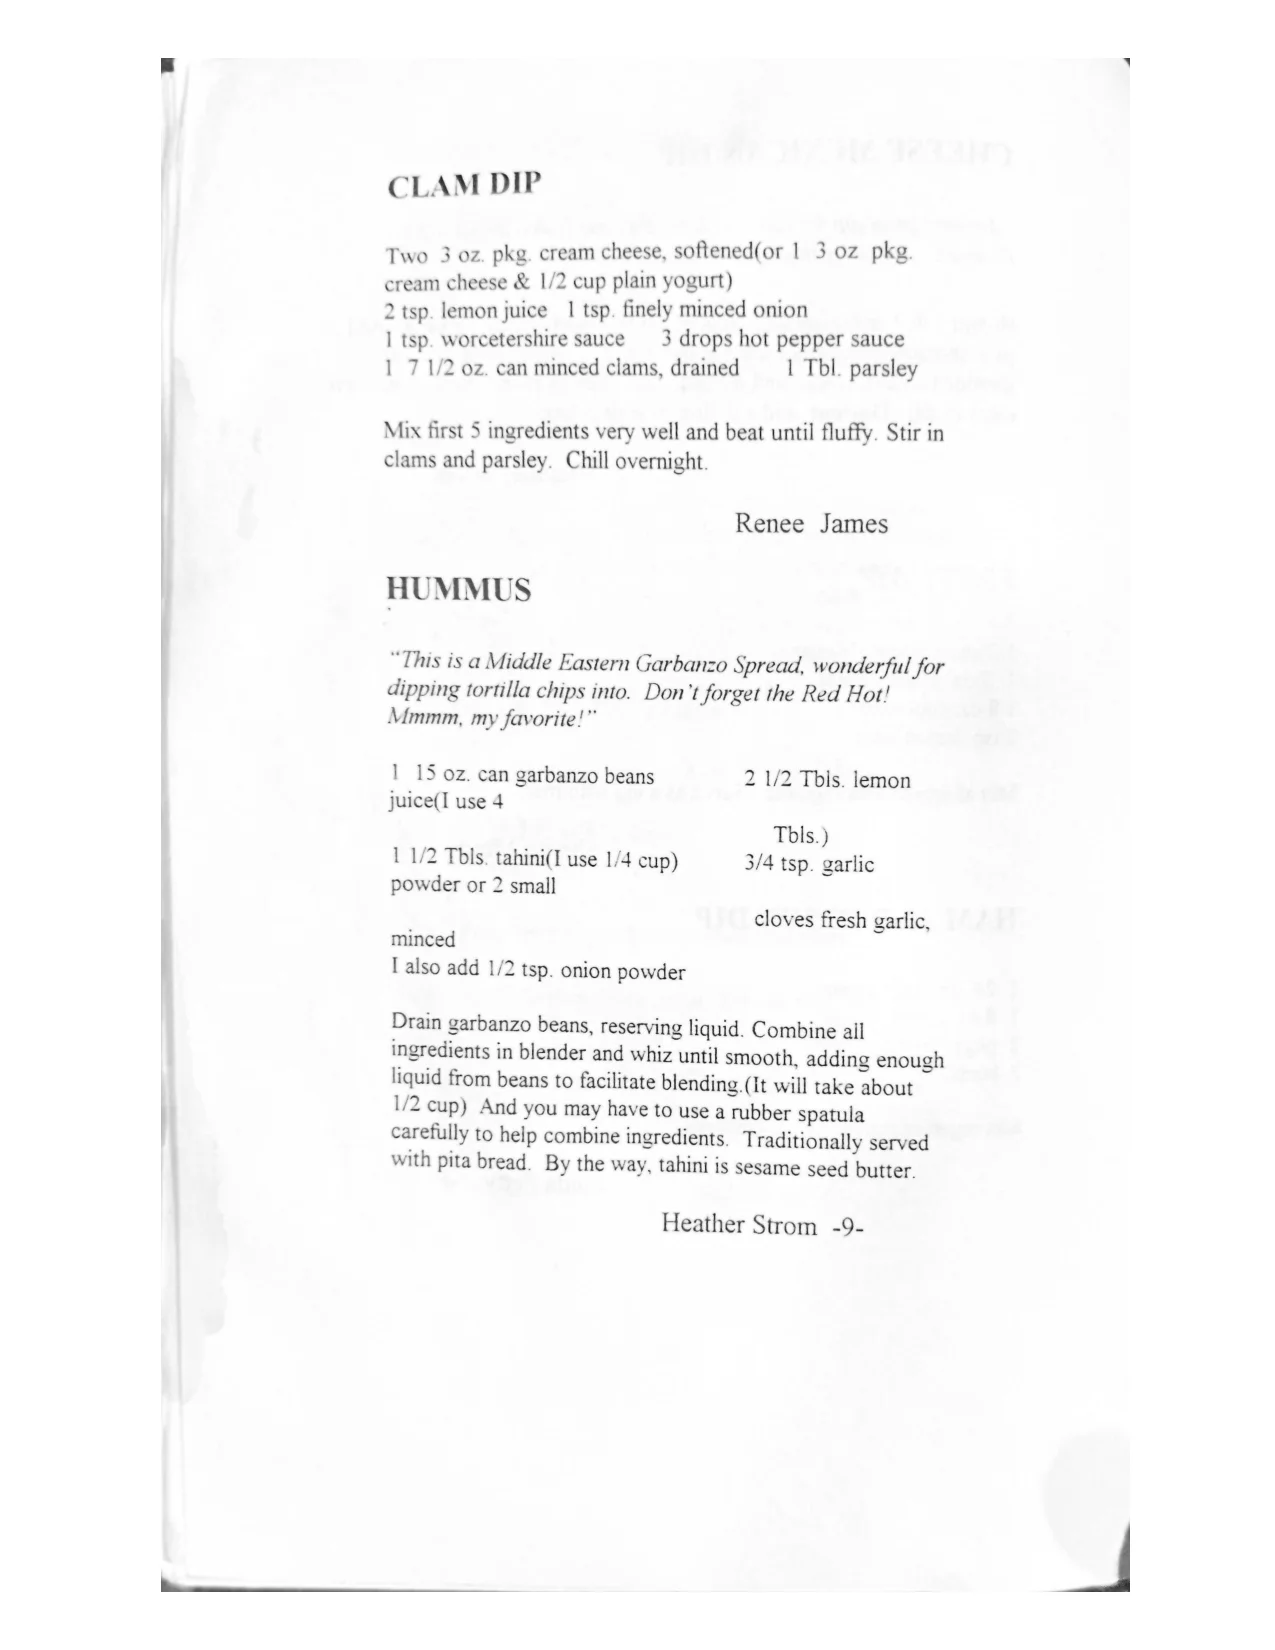 CLAM DIP
Two 3 oz. pkg. cream cheese, softened(or 1 3 oz pkg.
cream cheese & 1/2 cup plain yogurt)
2 tsp. lemon juice 1 tsp. finely minced onion
1 tsp. worcetershire sauce 3 drops hot pepper sauce
1 7 1/2 oz. can minced clams, drained 1 Tbl. parsley
Mix first 5 ingredients very well and beat until fluffy. Stir in
clams and parsley. Chill overnight.
Renee James
HUMMUS
"This is a Middle Eastern Garbanzo Spread, wonderful for
dipping tortilla chips into. Don't forget the Red Hot!
Mmmm, my favorite!"
1 15 oz. can garbanzo beans 2 1/2 Tbls. lemon
juice(I use 4
Tbls.)
1 1/2 Tbls. tahini(I use 1/4 cup) 3/4 tsp. garlic
powder or 2 small
cloves fresh garlic,
minced
I also add 1/2 tsp. onion powder
Drain garbanzo beans, reserving liquid. Combine all
ingredients in blender and whiz until smooth, adding enough
liquid from beans to facilitate blending.(It will take about
1/2 cup) And you may have to use a rubber spatula
carefully to help combine ingredients. Traditionally served
with pita bread. By the way, tahini is sesame seed butter.
Heather Strom -9-